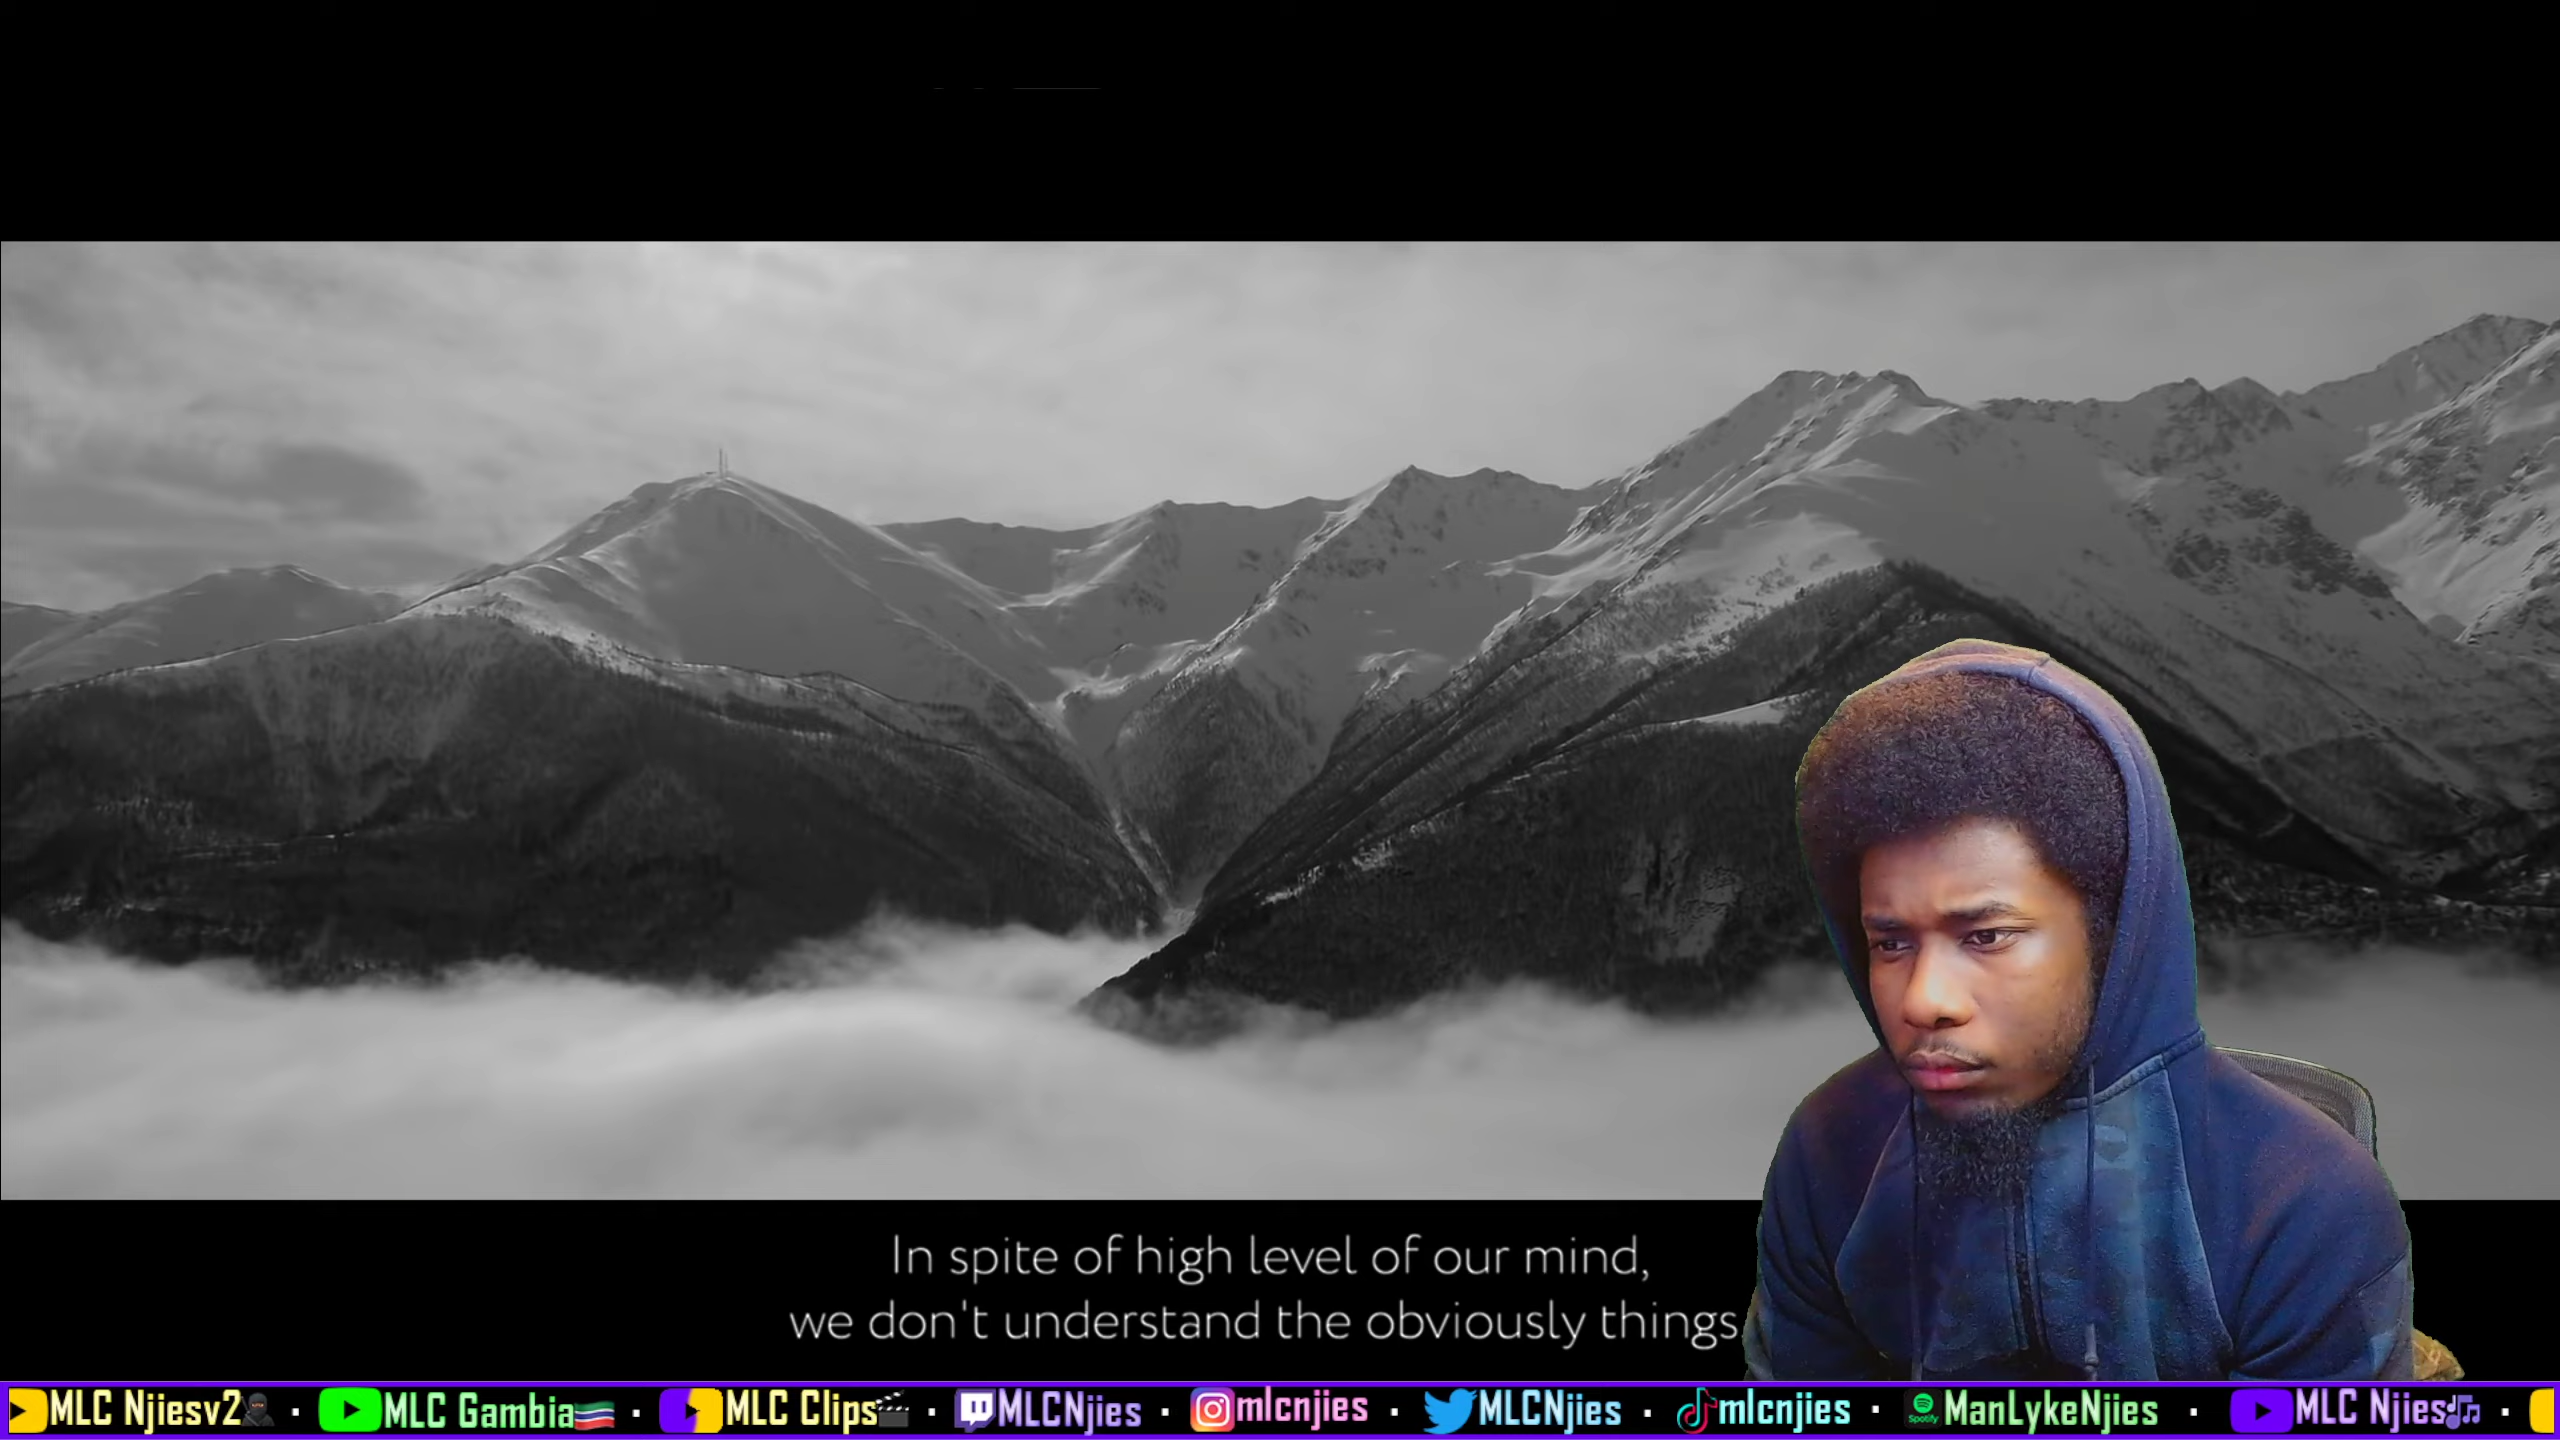 In spite of high level of our mind,
we don't understand the obviously things
MLC Njiesv2 · MLC Gambia · MLC Clips · MLCNjies · mlcnjies · MLCNjies · mlcnjies · Spotify ManLykeNjies · MLC Njies ·